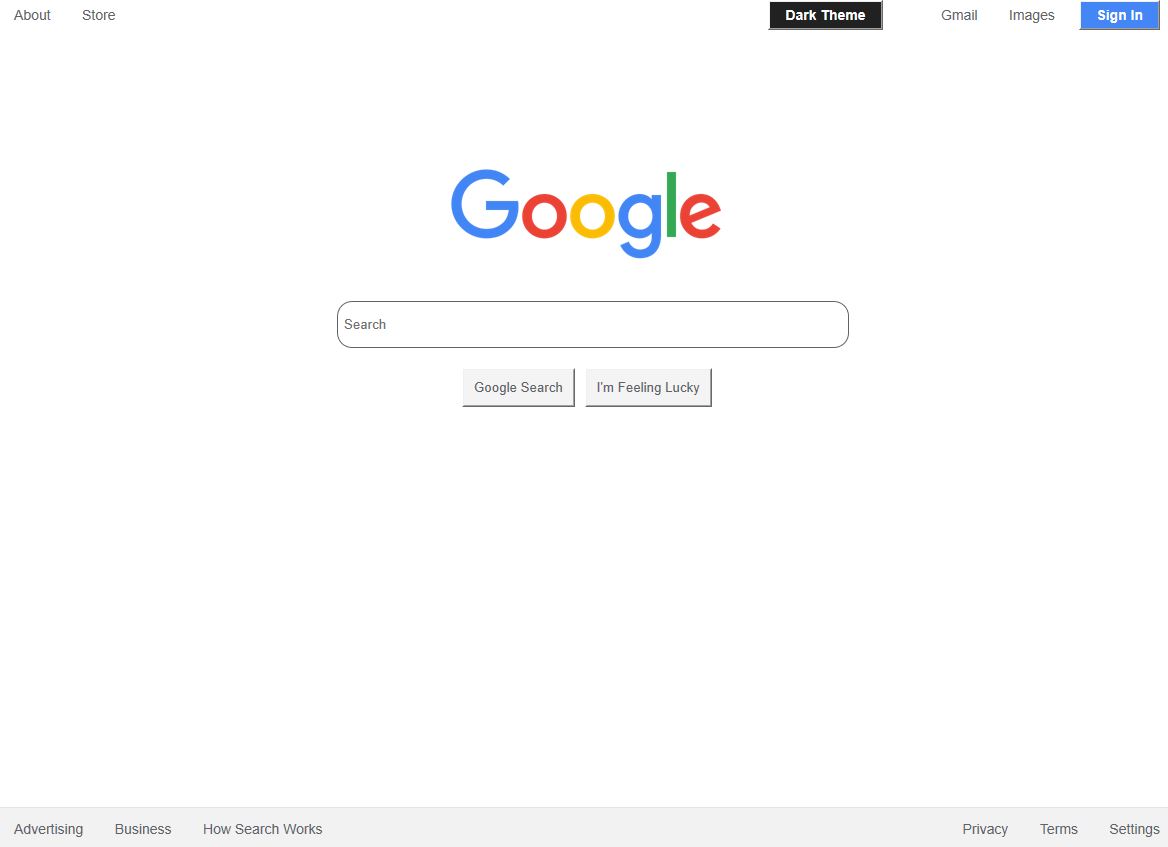 About Store Dark Theme Gmail Images Sign In
Google
Search
Google Search I'm Feeling Lucky
Advertising Business How Search Works Privacy Terms Settings